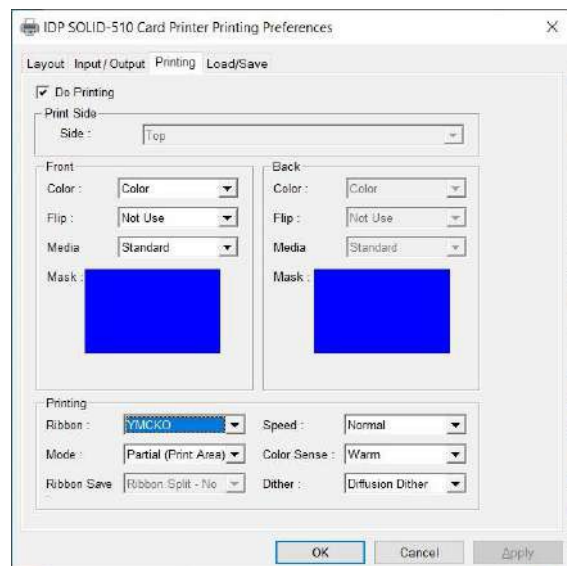 IDP SOLID-510 Card Printer Printing Preferences
Layout Input / Output Printing Load/Save
Do Printing
Print Side
Side : Top
Front
Color : Color
Flip : Not Use
Media Standard
Mask :
Back
Color : Color
Flip : Not Use
Media Standard
Mask :
Printing
Ribbon : YMCKO Speed : Normal
Mode : Partial (Print Area) Color Sense : Warm
Ribbon Save Ribbon Split - No Dither : Diffusion Dither
OK Cancel Apply